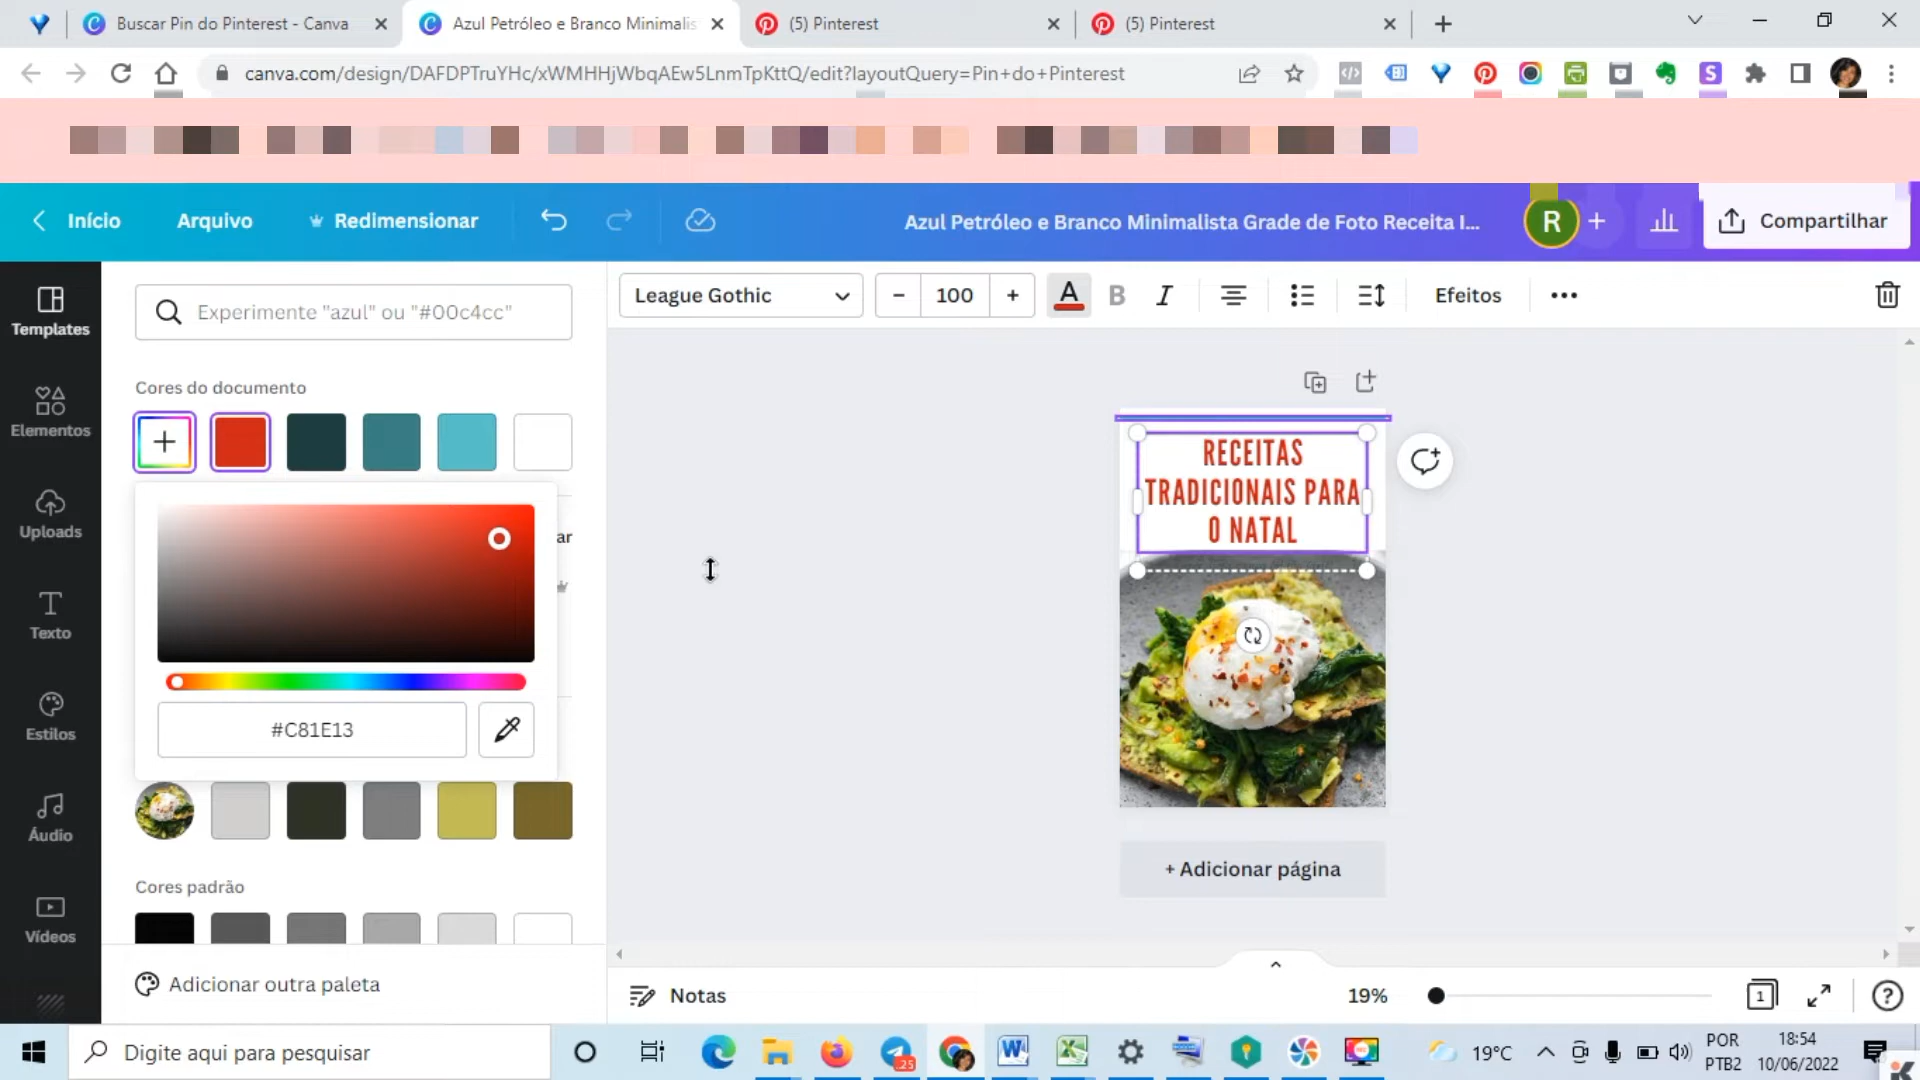 Buscar Pin do Pinterest - Canva
Azul Petróleo e Branco Minimalis
(5) Pinterest
(5) Pinterest
canva.com/design/DAFDPTruYHc/xWMHHjWbqAEw5LnmTpKttQ/edit?layoutQuery=Pin+do+Pinterest
Início
Arquivo
Redimensionar
Azul Petróleo e Branco Minimalista Grade de Foto Receita I...
R
Compartilhar
Templates
Elementos
Uploads
Texto
Estilos
Áudio
Vídeos
Experimente "azul" ou "#00c4cc"
Cores do documento
ar
#C81E13
Cores padrão
Adicionar outra paleta
League Gothic
100
A
B
I
Efeitos
RECEITAS
TRADICIONAIS PARA
O NATAL
+ Adicionar página
Notas
19%
1
Digite aqui para pesquisar
.25
19°C
POR
PTB2
18:54
10/06/2022